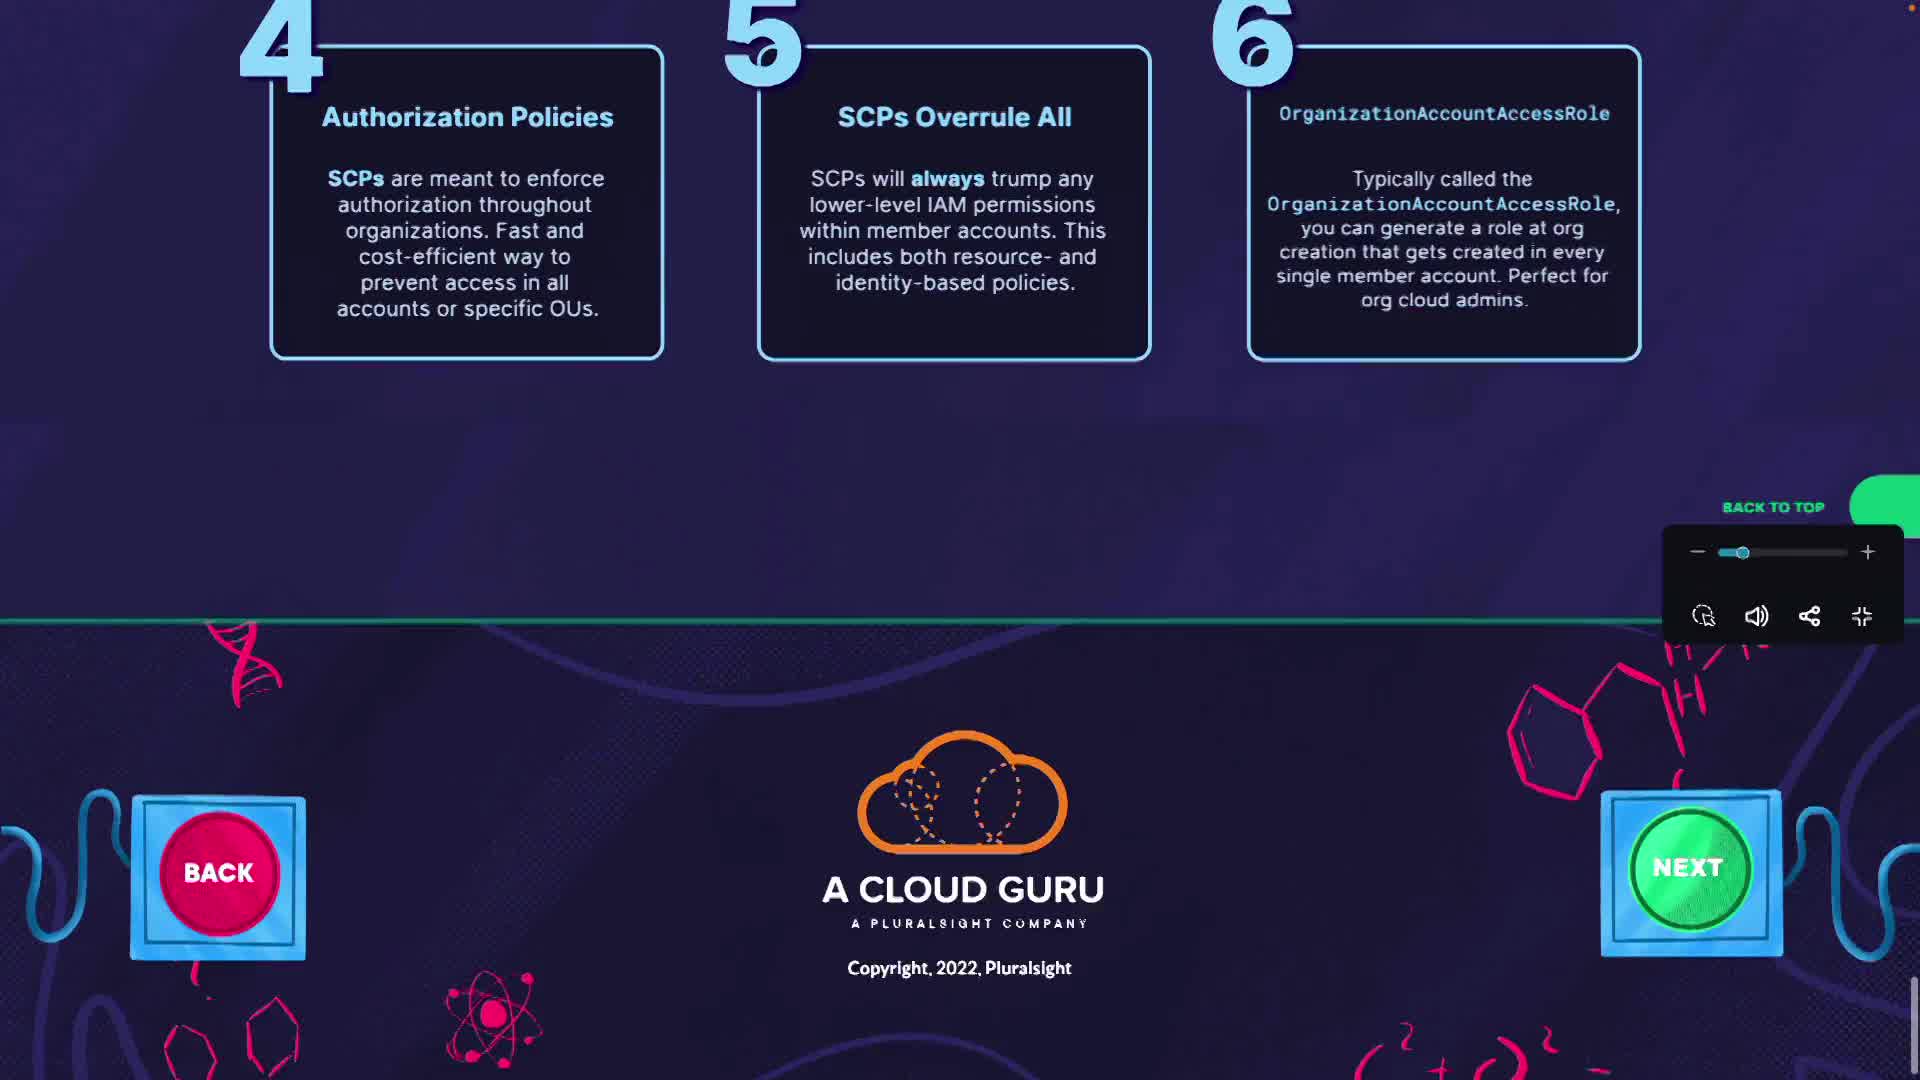 4
Authorization Policies
SCPs are meant to enforce
authorization throughout
organizations. Fast and
cost-efficient way to
prevent access in all
accounts or specific OUs.
5
SCPs Overrule All
SCPs will always trump any
lower-level IAM permissions
within member accounts. This
includes both resource- and
identity-based policies.
6
OrganizationAccountAccessRole
Typically called the
OrganizationAccountAccessRole,
you can generate a role at org
creation that gets created in every
single member account. Perfect for
org cloud admins.
BACK TO TOP
H
BACK
A CLOUD GURU
A PLURALSIGHT COMPANY
Copyright, 2022, Pluralsight
NEXT